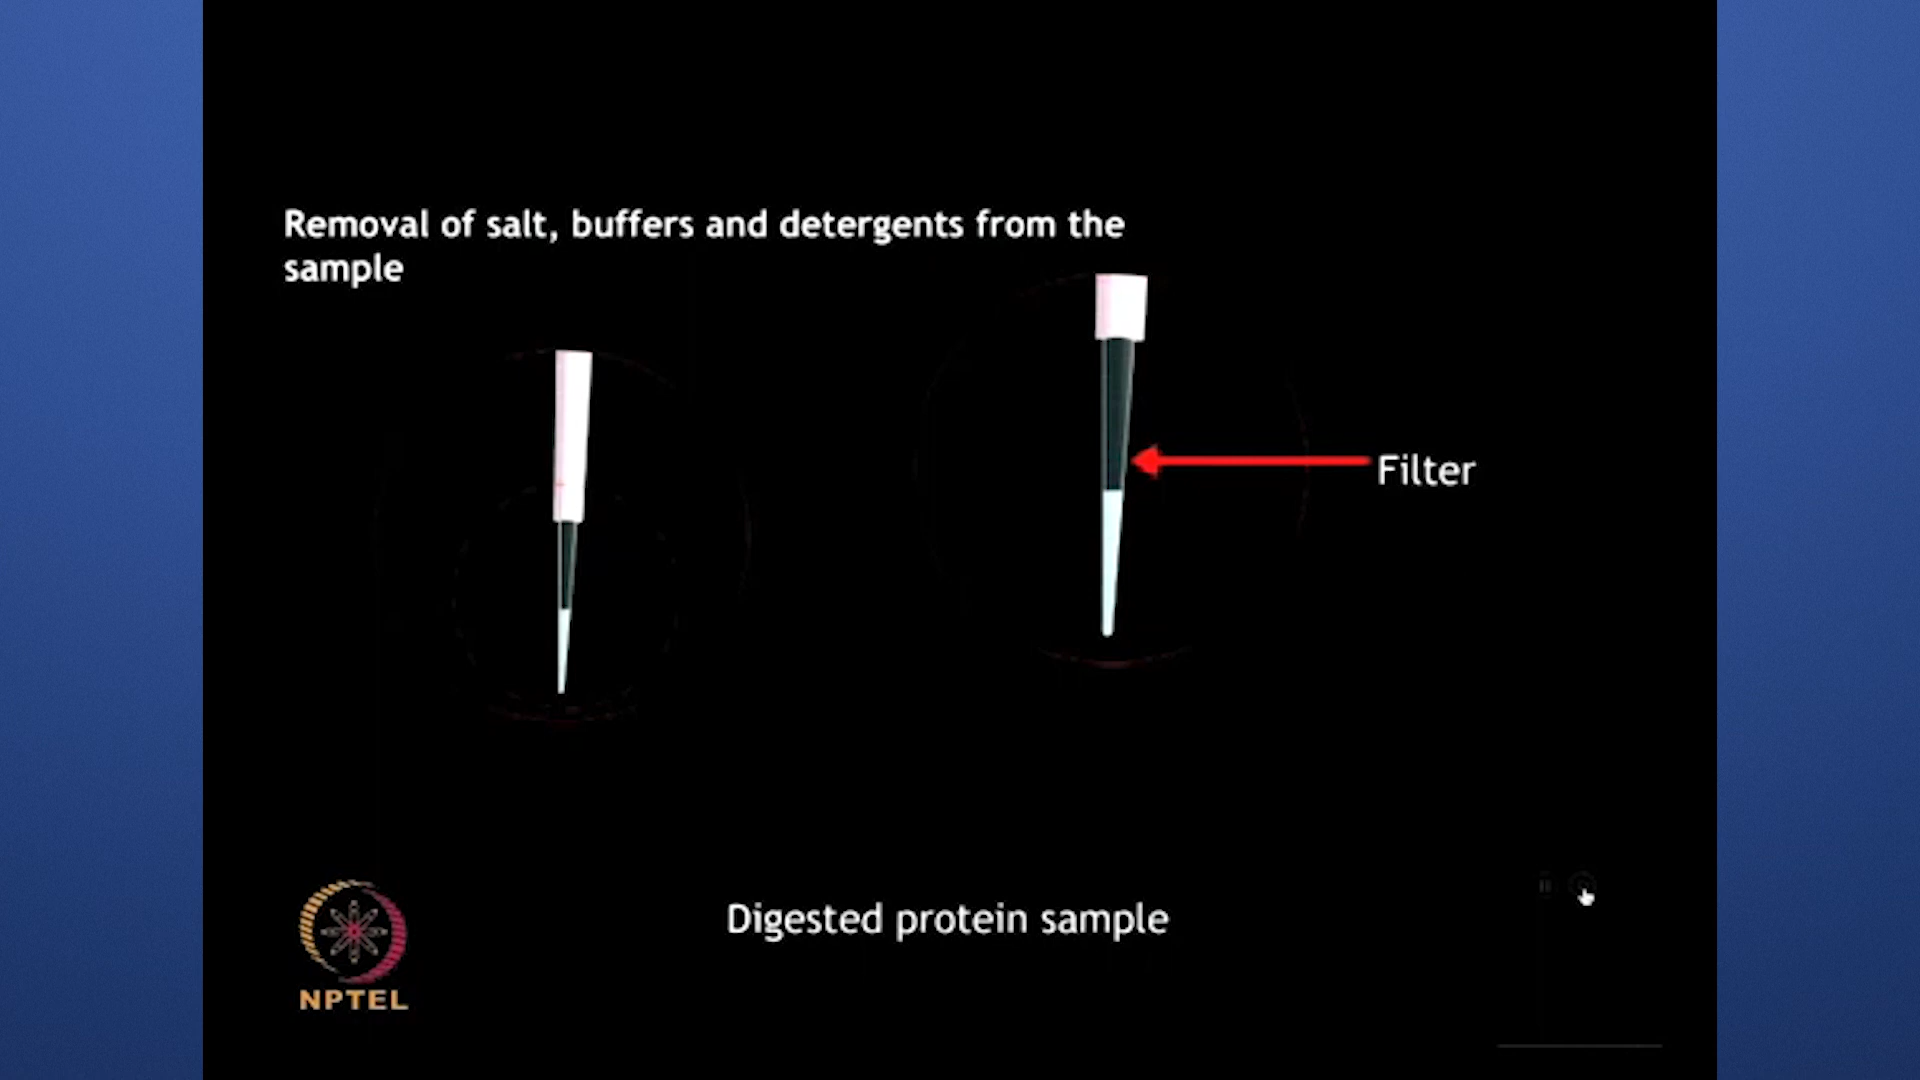 Removal of salt, buffers and detergents from the
sample
Filter
Digested protein sample
NPTEL